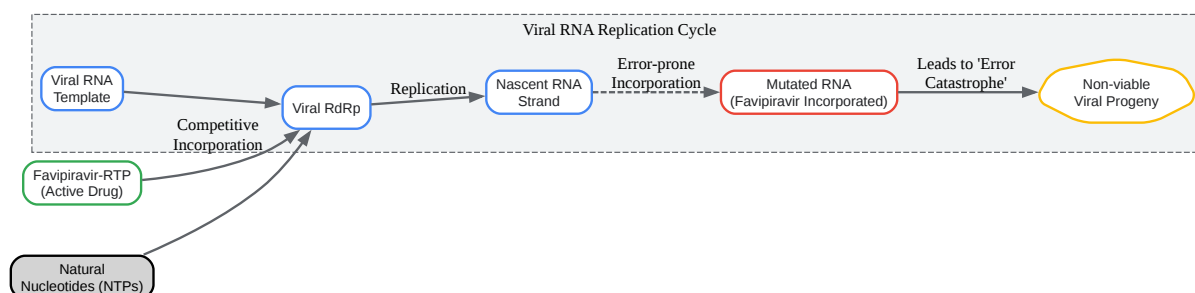 Viral RNA Replication Cycle
Viral RNA
Template
Viral RdRp
Replication
Nascent RNA
Strand
Error-prone
Incorporation
Mutated RNA
(Favipiravir Incorporated)
Leads to 'Error
Catastrophe'
Non-viable
Viral Progeny
Competitive
Incorporation
Favipiravir-RTP
(Active Drug)
Natural
Nucleotides (NTPs)